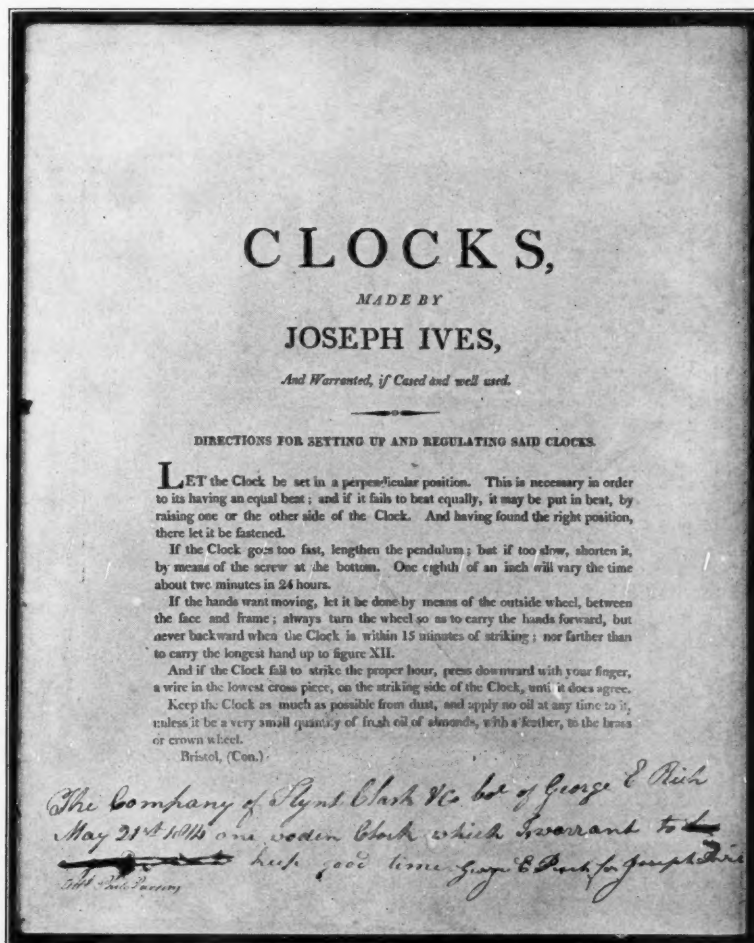 CLOCKS,
MADE BY
JOSEPH IVES,
And Warranted, if Cased and well used.
DIRECTIONS FOR SETTING UP AND REGULATING SAID CLOCKS.
LET the Clock be set in a perpendicular position. This is necessary in order
to its having an equal beat; and if it fails to beat equally, it may be put in beat, by
raising one or the other side of the Clock. And having found the right position,
there let it be fastened.
If the Clock goes too fast, lengthen the pendulum; but if too slow, shorten it,
by means of the screw at the bottom. One eighth of an inch will vary the time
about two minutes in 24 hours.
If the hands want moving, let it be done by means of the outside wheel, between
the face and frame; always turn the wheel so as to carry the hands forward, but
never backward when the Clock is within 15 minutes of striking; nor farther than
to carry the longest hand up to figure XII.
And if the Clock fail to strike the proper hour, press downward with your finger,
a wire in the lowest cross piece, on the striking side of the Clock, until it does agree.
Keep the Clock as much as possible from dust, and apply no oil at any time to it,
unless it be a very small quantity of fresh oil of almonds, with a feather, to the brass
or crown wheel.
Bristol, (Con.)
The Company of Flynt Clark & Co bot of George E Rich
May 21st 1814 one wooden Clock which I warrant to
keep good time George E Rich for Joseph Ives